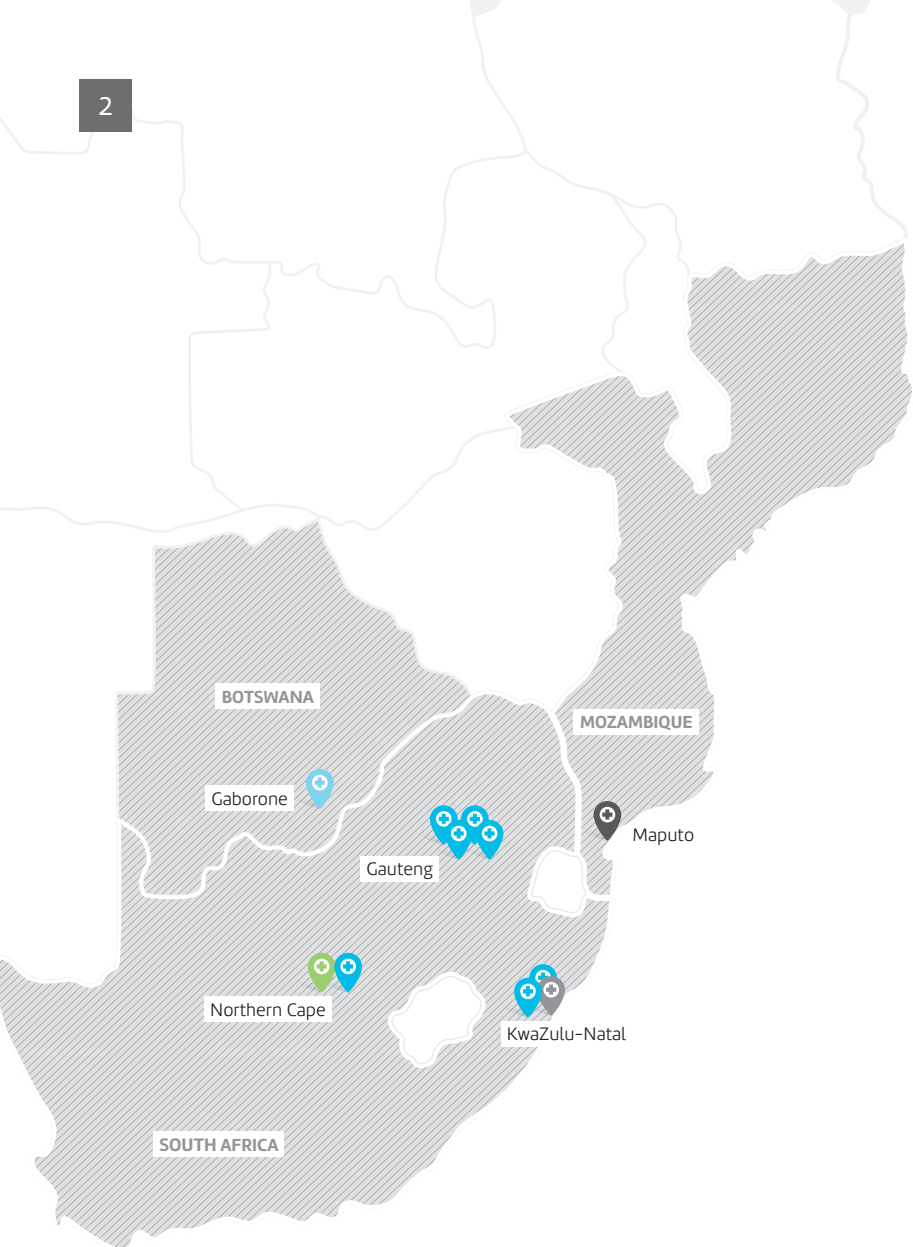 2
BOTSWANA
MOZAMBIQUE
Gaborone
Maputo
Gauteng
Northern Cape
KwaZulu-Natal
SOUTH AFRICA